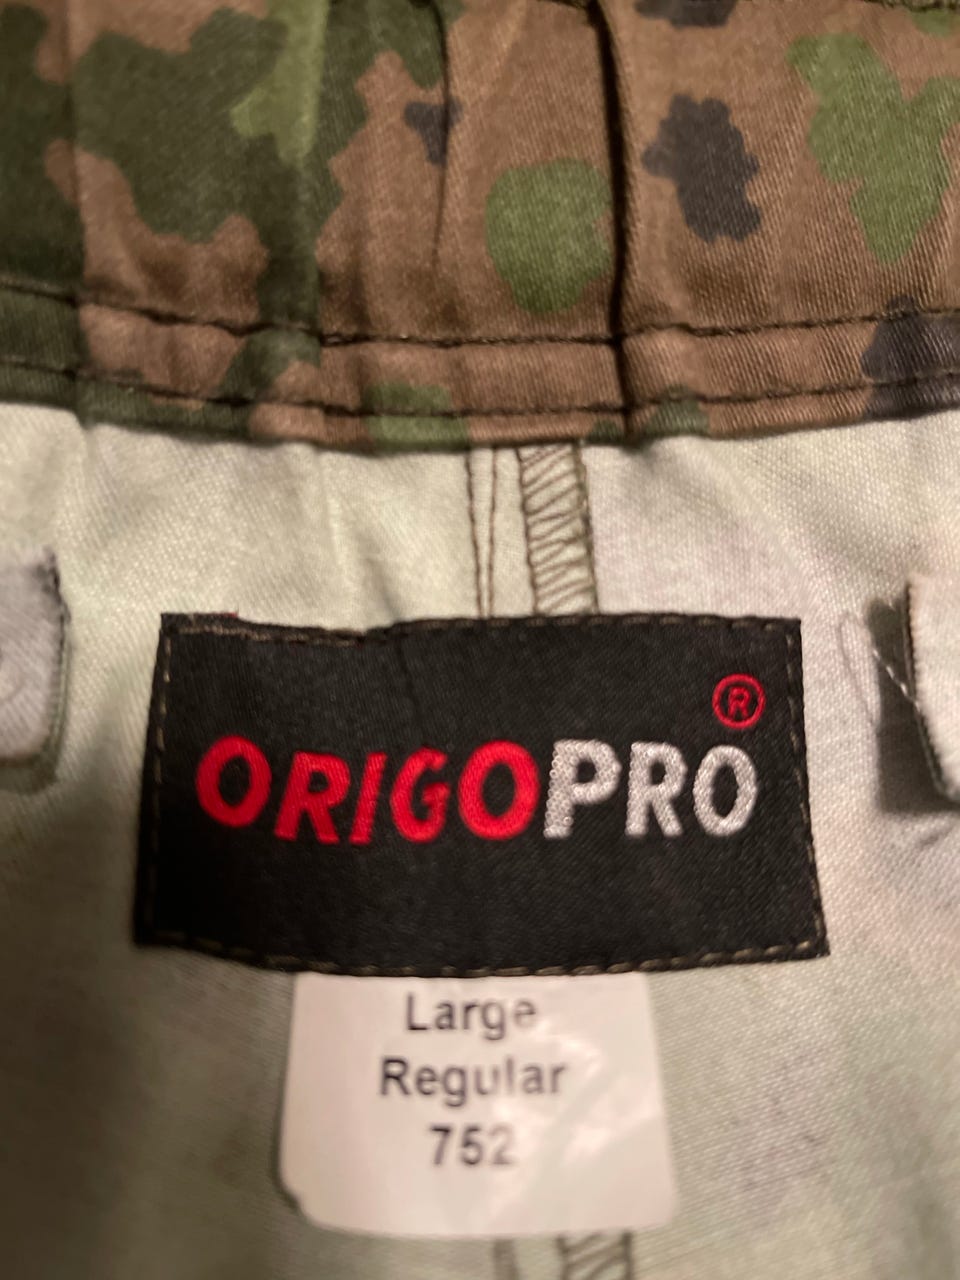 ®
ORIGOPRO
Large
Regular
752